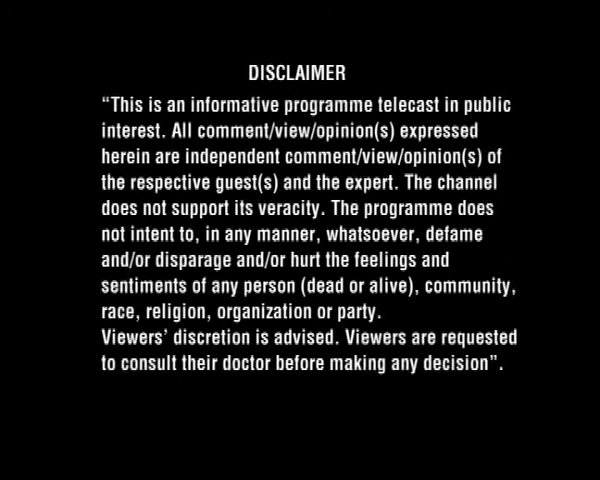 DISCLAIMER
“This is an informative programme telecast in public
interest. All comment/view/opinion(s) expressed
herein are independent comment/view/opinion(s) of
the respective guest(s) and the expert. The channel
does not support its veracity. The programme does
not intent to, in any manner, whatsoever, defame
and/or disparage and/or hurt the feelings and
sentiments of any person (dead or alive), community,
race, religion, organization or party.
Viewers’ discretion is advised. Viewers are requested
to consult their doctor before making any decision”.